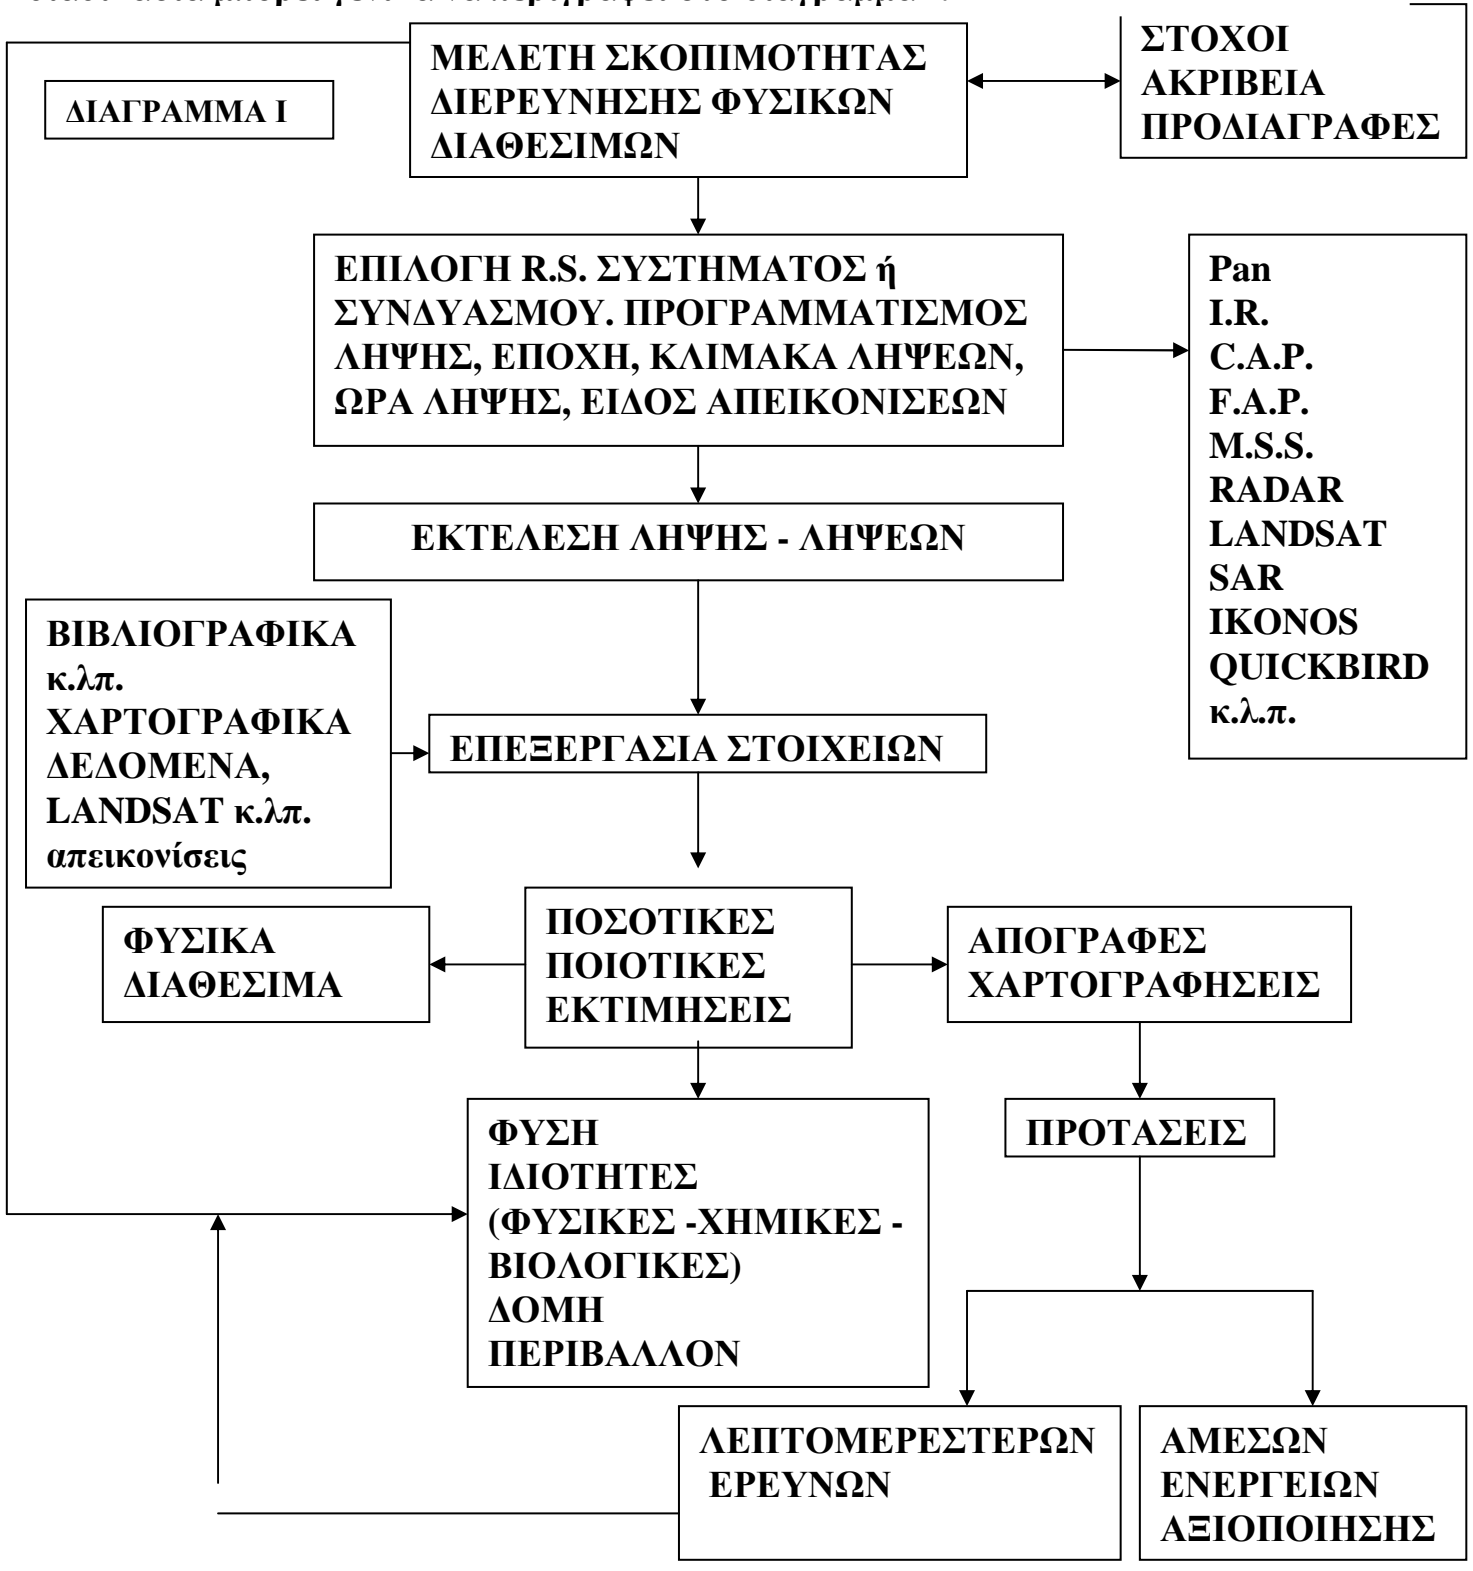 ΜΕΛΕΤΗ ΣΚΟΠΙΜΟΤΗΤΑΣ
ΔΙΕΡΕΥΝΗΣΗΣ ΦΥΣΙΚΩΝ
ΔΙΑΘΕΣΙΜΩΝ
ΣΤΟΧΟΙ
ΑΚΡΙΒΕΙΑ
ΠΡΟΔΙΑΓΡΑΦΕΣ
ΔΙΑΓΡΑΜΜΑ Ι
ΕΠΙΛΟΓΗ R.S. ΣΥΣΤΗΜΑΤΟΣ ή
ΣΥΝΔΥΑΣΜΟΥ. ΠΡΟΓΡΑΜΜΑΤΙΣΜΟΣ
ΛΗΨΗΣ, ΕΠΟΧΗ, ΚΛΙΜΑΚΑ ΛΗΨΕΩΝ,
ΩΡΑ ΛΗΨΗΣ, ΕΙΔΟΣ ΑΠΕΙΚΟΝΙΣΕΩΝ
Pan
I.R.
C.A.P.
F.A.P.
M.S.S.
RADAR
LANDSAT
SAR
IKONOS
QUICKBIRD
κ.λ.π.
ΕΚΤΕΛΕΣΗ ΛΗΨΗΣ - ΛΗΨΕΩΝ
ΒΙΒΛΙΟΓΡΑΦΙΚΑ
κ.λπ.
ΧΑΡΤΟΓΡΑΦΙΚΑ
ΔΕΔΟΜΕΝΑ,
LANDSAT κ.λπ.
απεικονίσεις
ΕΠΕΞΕΡΓΑΣΙΑ ΣΤΟΙΧΕΙΩΝ
ΦΥΣΙΚΑ
ΔΙΑΘΕΣΙΜΑ
ΠΟΣΟΤΙΚΕΣ
ΠΟΙΟΤΙΚΕΣ
ΕΚΤΙΜΗΣΕΙΣ
ΑΠΟΓΡΑΦΕΣ
ΧΑΡΤΟΓΡΑΦΗΣΕΙΣ
ΦΥΣΗ
ΙΔΙΟΤΗΤΕΣ
(ΦΥΣΙΚΕΣ -ΧΗΜΙΚΕΣ -
ΒΙΟΛΟΓΙΚΕΣ)
ΔΟΜΗ
ΠΕΡΙΒΑΛΛΟΝ
ΠΡΟΤΑΣΕΙΣ
ΛΕΠΤΟΜΕΡΕΣΤΕΡΩΝ
ΕΡΕΥΝΩΝ
ΑΜΕΣΩΝ
ΕΝΕΡΓΕΙΩΝ
ΑΞΙΟΠΟΙΗΣΗΣ